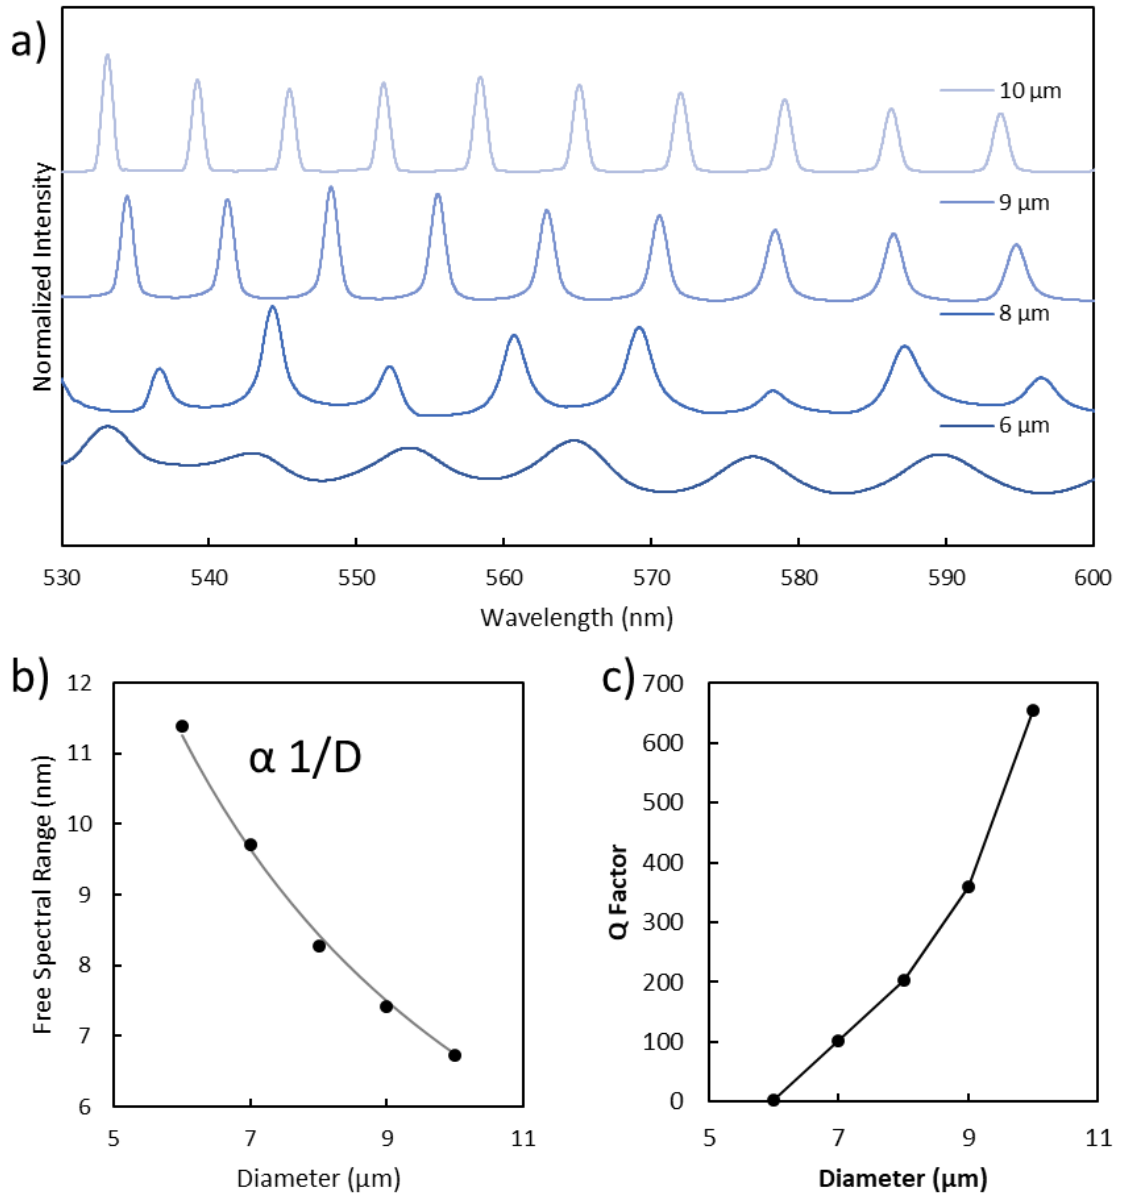 a)
Normalized Intensity
10 µm
9 µm
8 µm
6 µm
530 540 550 560 570 580 590 600
Wavelength (nm)
b)
12
11
10
9
8
7
6
Free Spectral Range (nm)
α 1/D
5 7 9 11
Diameter (µm)
c)
700
600
500
400
300
200
100
0
Q Factor
5 7 9 11
Diameter (µm)